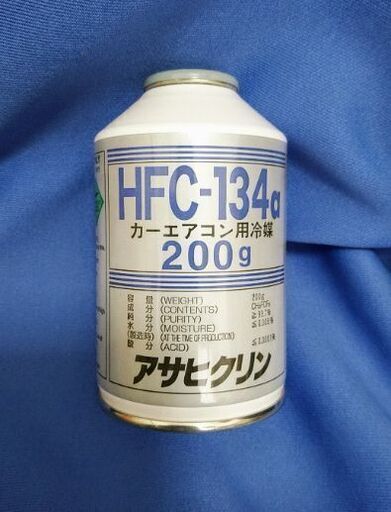 HFC-134a
カーエアコン用冷媒
200g
容量 (WEIGHT) 200g
成分 (CONTENTS) CH₂FCF₃
純分 (PURITY)
水分 (MOISTURE)
(製造時) (AT THE TIME OF PRODUCTION)
酸分 (ACID)
アサヒクリン